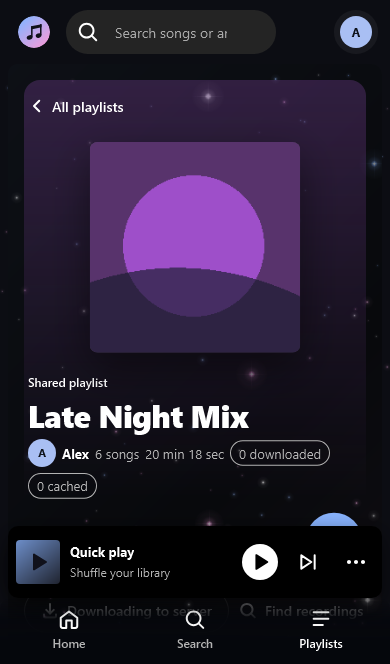 Search songs or ar
A
All playlists
Shared playlist
Late Night Mix
A Alex 6 songs 20 min 18 sec 0 downloaded
0 cached
Quick play
Shuffle your library
Downloading to server Find recordings
Home Search Playlists